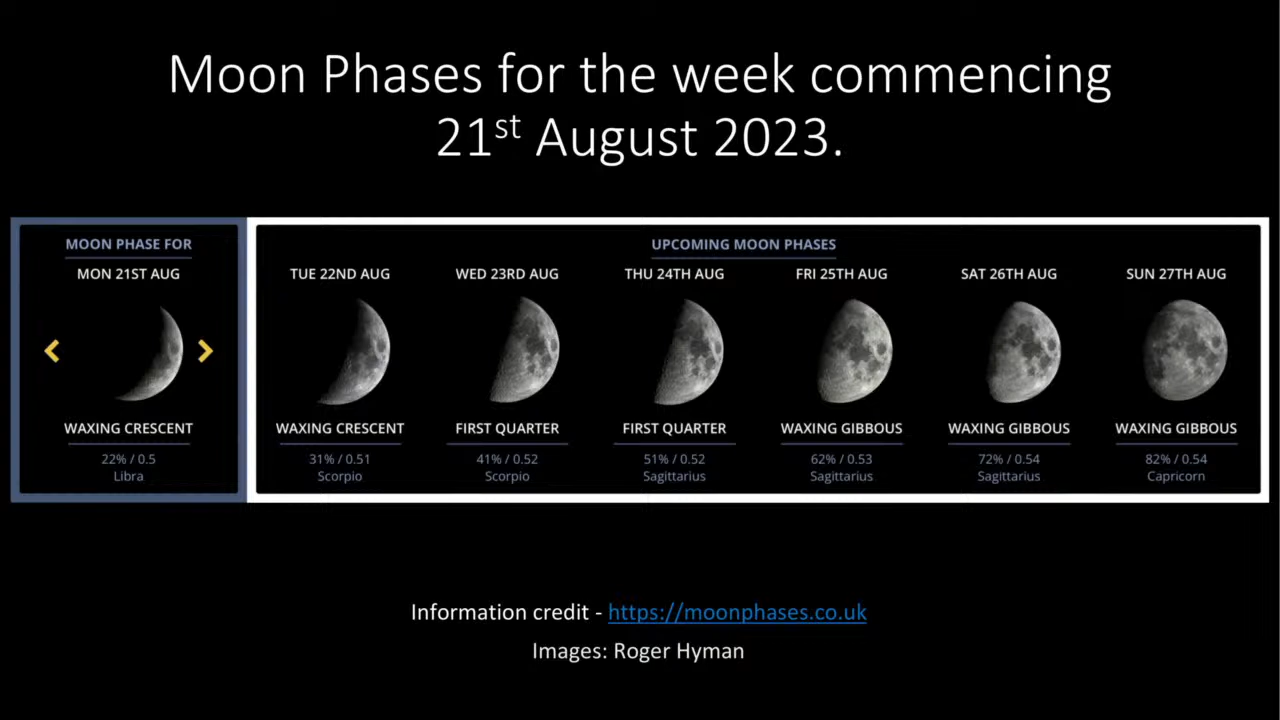 Moon Phases for the week commencing
21st August 2023.
MOON PHASE FOR
MON 21ST AUG
WAXING CRESCENT
22% / 0.5
Libra
UPCOMING MOON PHASES
TUE 22ND AUG
WAXING CRESCENT
31% / 0.51
Scorpio
WED 23RD AUG
FIRST QUARTER
41% / 0.52
Scorpio
THU 24TH AUG
FIRST QUARTER
51% / 0.52
Sagittarius
FRI 25TH AUG
WAXING GIBBOUS
62% / 0.53
Sagittarius
SAT 26TH AUG
WAXING GIBBOUS
72% / 0.54
Sagittarius
SUN 27TH AUG
WAXING GIBBOUS
82% / 0.54
Capricorn
Information credit - https://moonphases.co.uk
Images: Roger Hyman